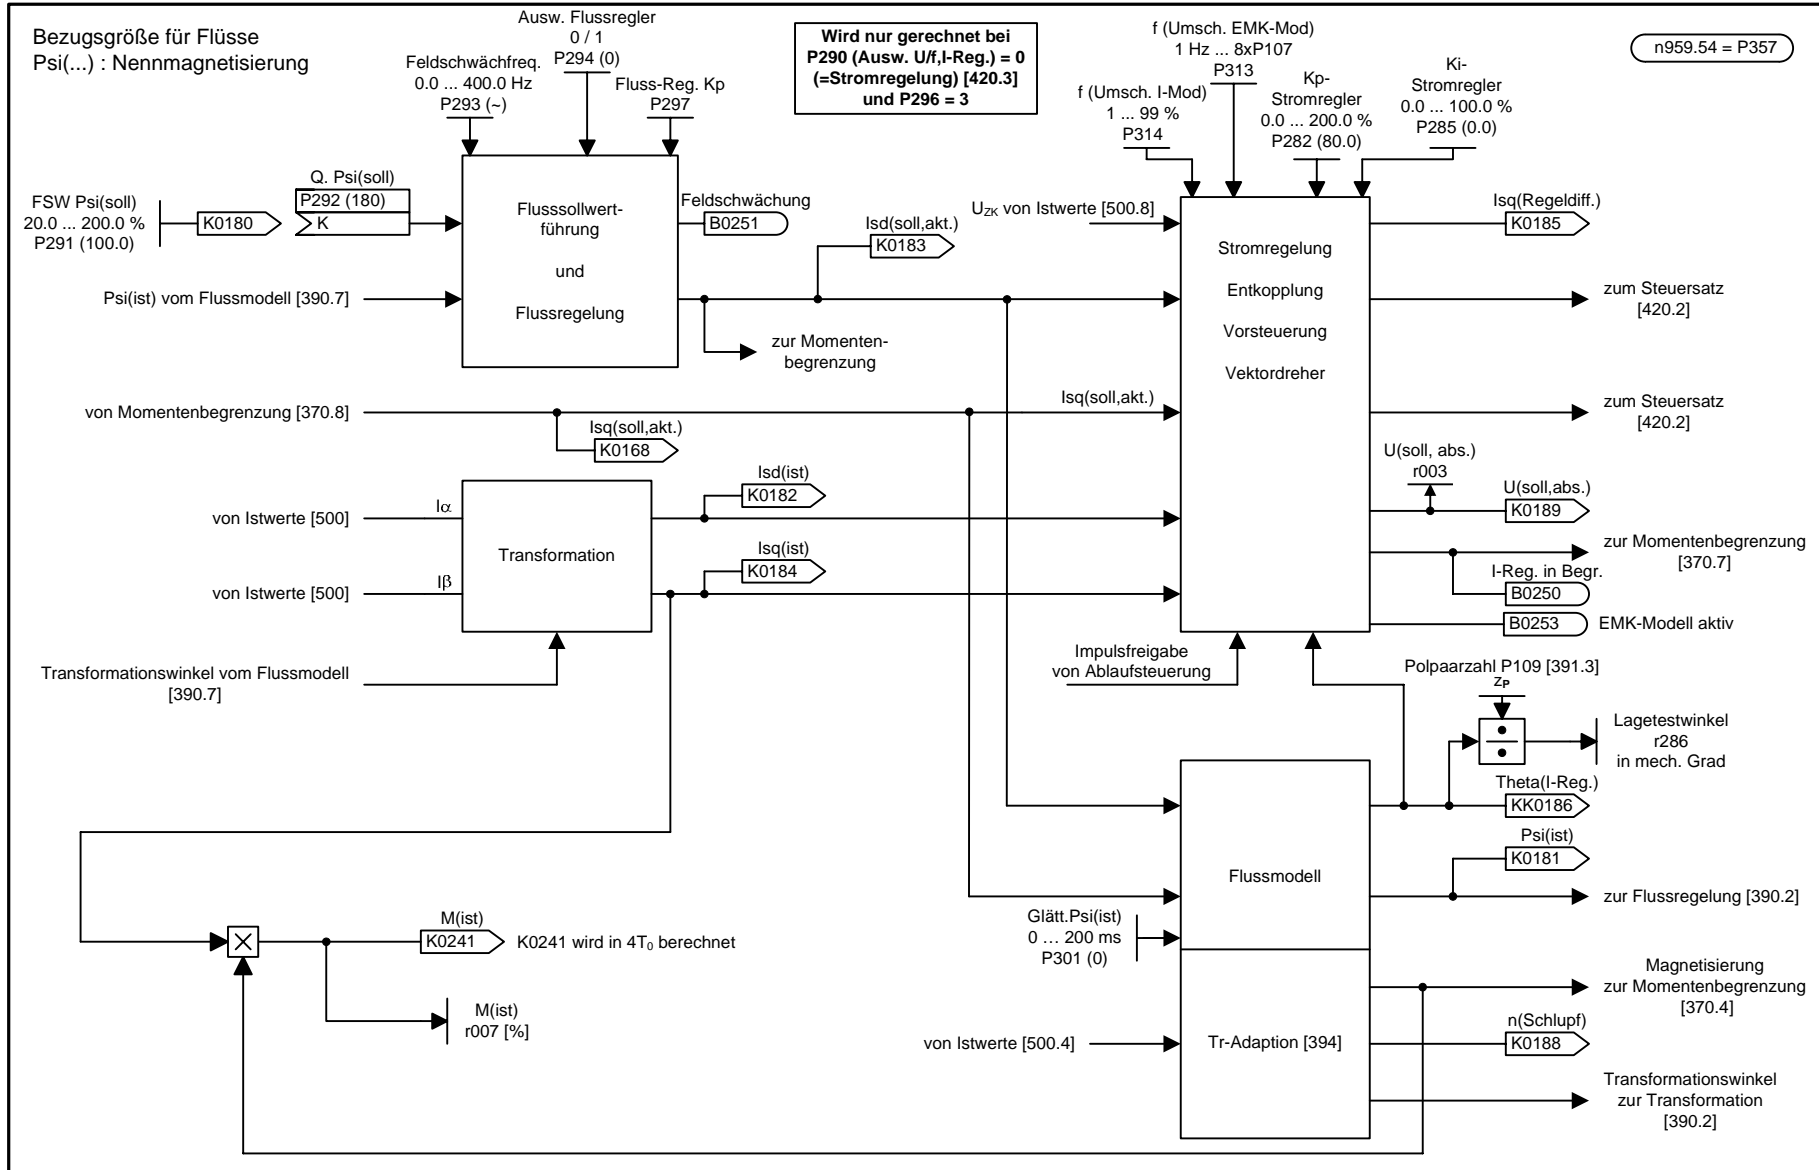 Bezugsgröße für Flüsse
Psi(...) : Nennmagnetisierung
Feldschwächfreq.
0.0 ... 400.0 Hz
P293 (~)
Ausw. Flussregler
0 / 1
P294 (0)
Fluss-Reg. Kp
P297
Wird nur gerechnet bei
P290 (Ausw. U/f,I-Reg.) = 0
(=Stromregelung) [420.3]
und P296 = 3
f (Umsch. I-Mod)
1 ... 99 %
P314
f (Umsch. EMK-Mod)
1 Hz ... 8xP107
P313
Kp-
Stromregler
0.0 ... 200.0 %
P282 (80.0)
Ki-
Stromregler
0.0 ... 100.0 %
P285 (0.0)
n959.54 = P357
FSW Psi(soll)
20.0 ... 200.0 %
P291 (100.0)
K0180
Q. Psi(soll)
P292 (180)
K
Flusssollwert-
führung
und
Flussregelung
Feldschwächung
B0251
Isd(soll,akt.)
K0183
UZK von Istwerte [500.8]
Stromregelung
Entkopplung
Vorsteuerung
Vektordreher
Isq(Regeldiff.)
K0185
Psi(ist) vom Flussmodell [390.7]
zur Momenten-
begrenzung
zum Steuersatz
[420.2]
von Momentenbegrenzung [370.8]
Isq(soll,akt.)
K0168
Isq(soll,akt.)
zum Steuersatz
[420.2]
U(soll, abs.)
r003
U(soll,abs.)
K0189
von Istwerte [500]
Iα
Transformation
Isd(ist)
K0182
zur Momentenbegrenzung
[370.7]
von Istwerte [500]
Iβ
Isq(ist)
K0184
I-Reg. in Begr.
B0250
B0253
EMK-Modell aktiv
Transformationswinkel vom Flussmodell
[390.7]
Impulsfreigabe
von Ablaufsteuerung
Polpaarzahl P109 [391.3]
zP
Lagetestwinkel
r286
in mech. Grad
Theta(I-Reg.)
KK0186
Psi(ist)
K0181
Flussmodell
zur Flussregelung [390.2]
M(ist)
K0241
K0241 wird in 4T0 berechnet
Glätt.Psi(ist)
0 ... 200 ms
P301 (0)
M(ist)
r007 [%]
Magnetisierung
zur Momentenbegrenzung
[370.4]
von Istwerte [500.4]
Tr-Adaption [394]
n(Schlupf)
K0188
Transformationswinkel
zur Transformation
[390.2]